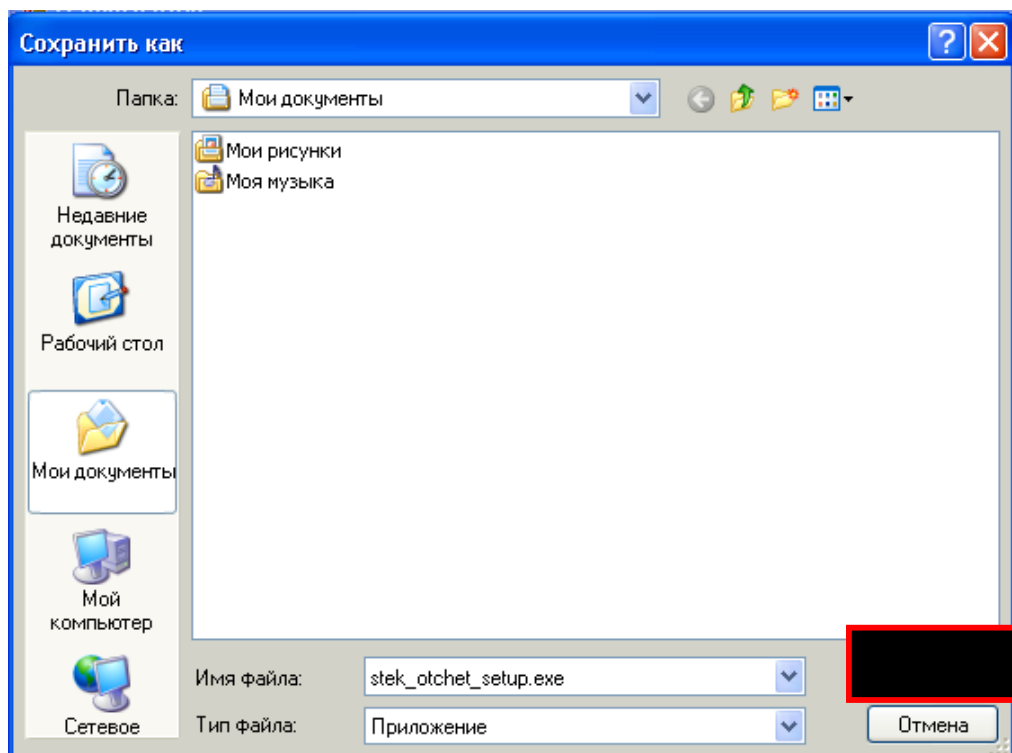 Сохранить как
Папка:
Мои документы
Мои рисунки
Моя музыка
Недавние
документы
Рабочий стол
Мои документы
Мой
компьютер
Сетевое
Имя файла:
stek_otchet_setup.exe
Тип файла:
Приложение
Отмена